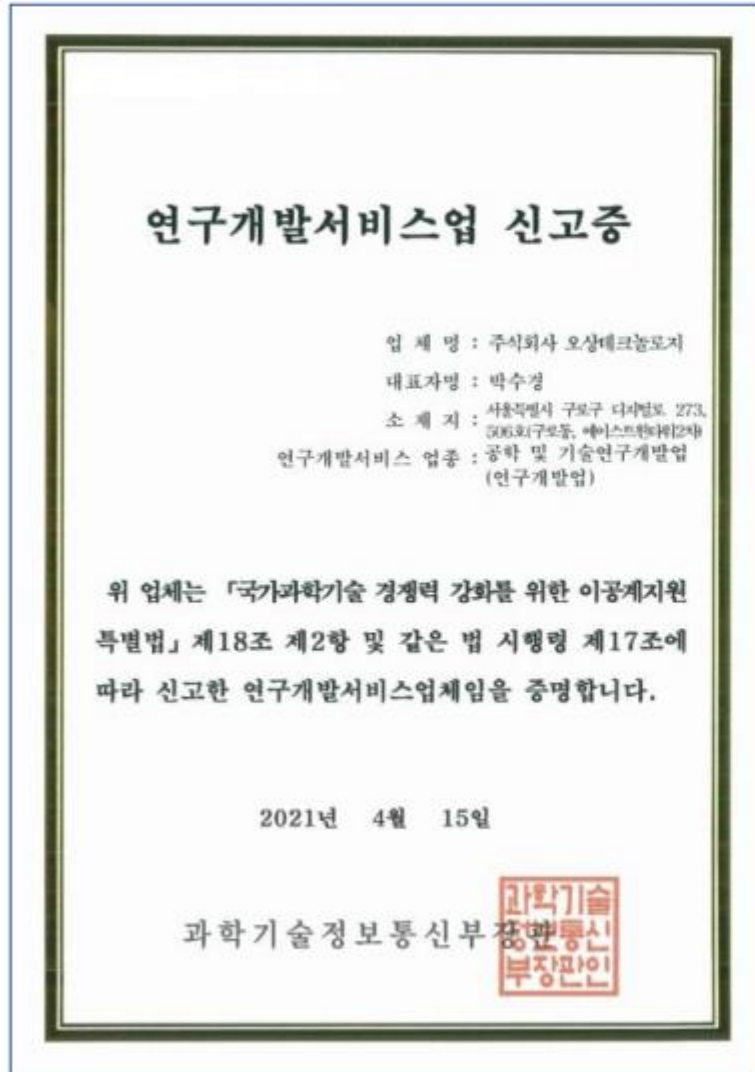 연구개발서비스업 신고증
업 체 명 : 주식회사 오상테크놀로지
대표자명 : 박수경
소 재 지 : 서울특별시 구로구 디지털로 273,
506호(구로동, 에이스트윈타워2차)
연구개발서비스 업종 : 공학 및 기술연구개발업
(연구개발업)
위 업체는 「국가과학기술 경쟁력 강화를 위한 이공계지원
특별법」 제18조 제2항 및 같은 법 시행령 제17조에
따라 신고한 연구개발서비스업체임을 증명합니다.
2021년 4월 15일
과학기술정보통신부장관
과학기술
정보통신
부장관인